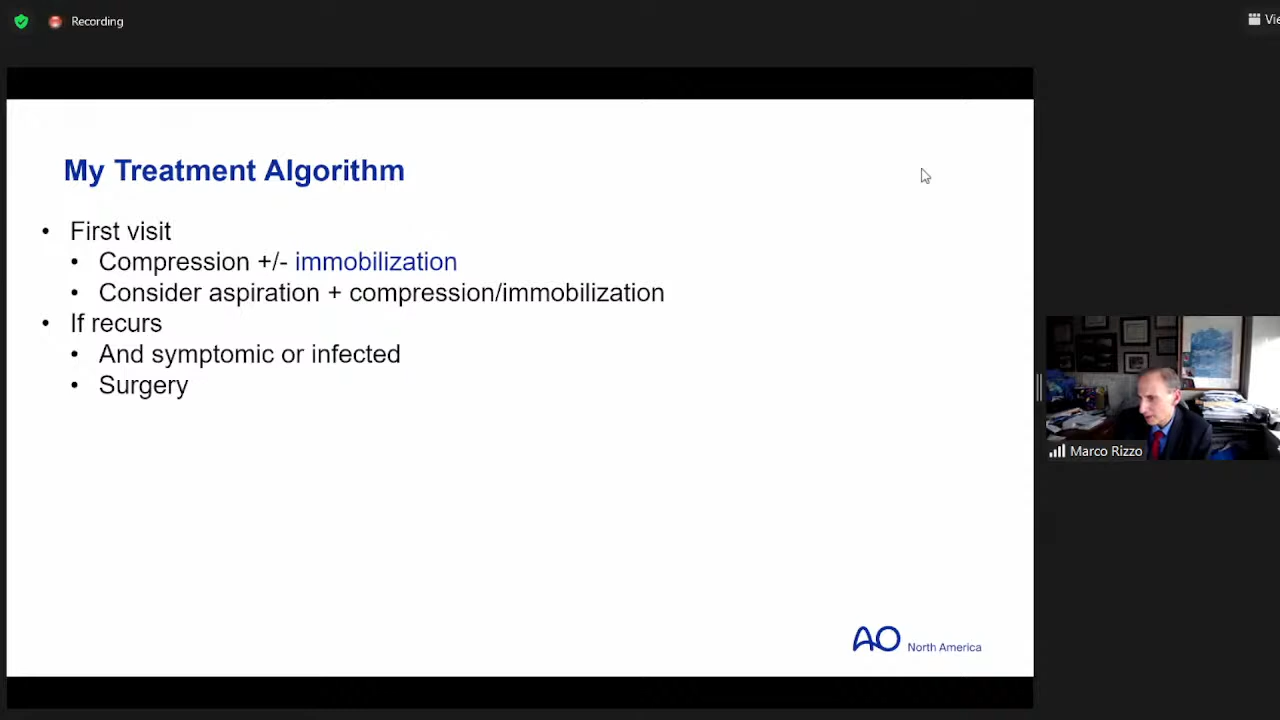 Recording
Vie
My Treatment Algorithm
• First visit
• Compression +/- immobilization
• Consider aspiration + compression/immobilization
• If recurs
• And symptomic or infected
• Surgery
Marco Rizzo
AO North America